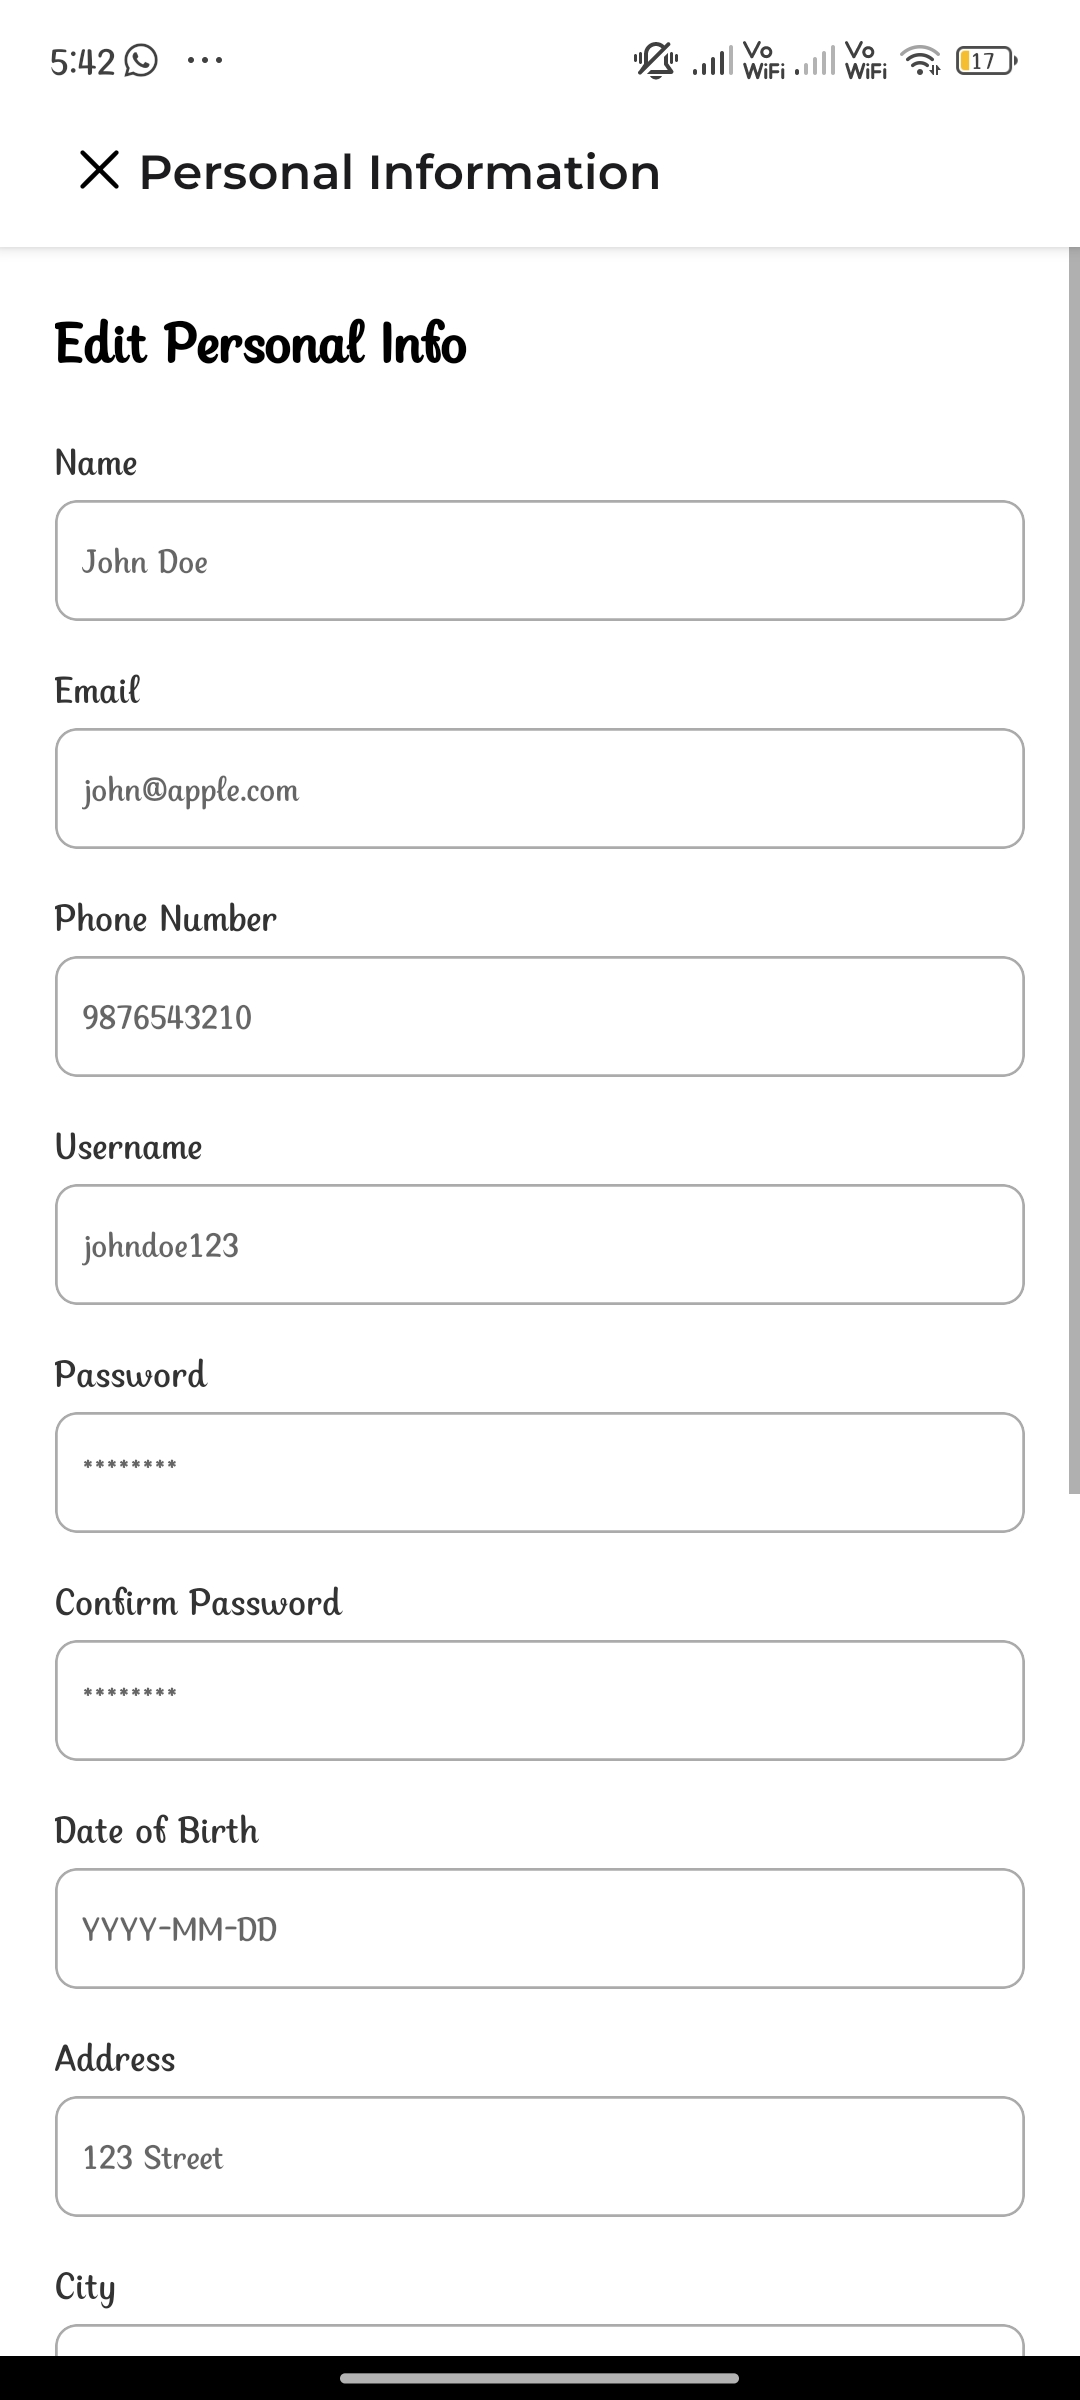 5:42 ... Vo WiFi Vo WiFi 17
Personal Information
Edit Personal Info
Name
John Doe
Email
john@apple.com
Phone Number
9876543210
Username
johndoe123
Password
********
Confirm Password
********
Date of Birth
YYYY-MM-DD
Address
123 Street
City